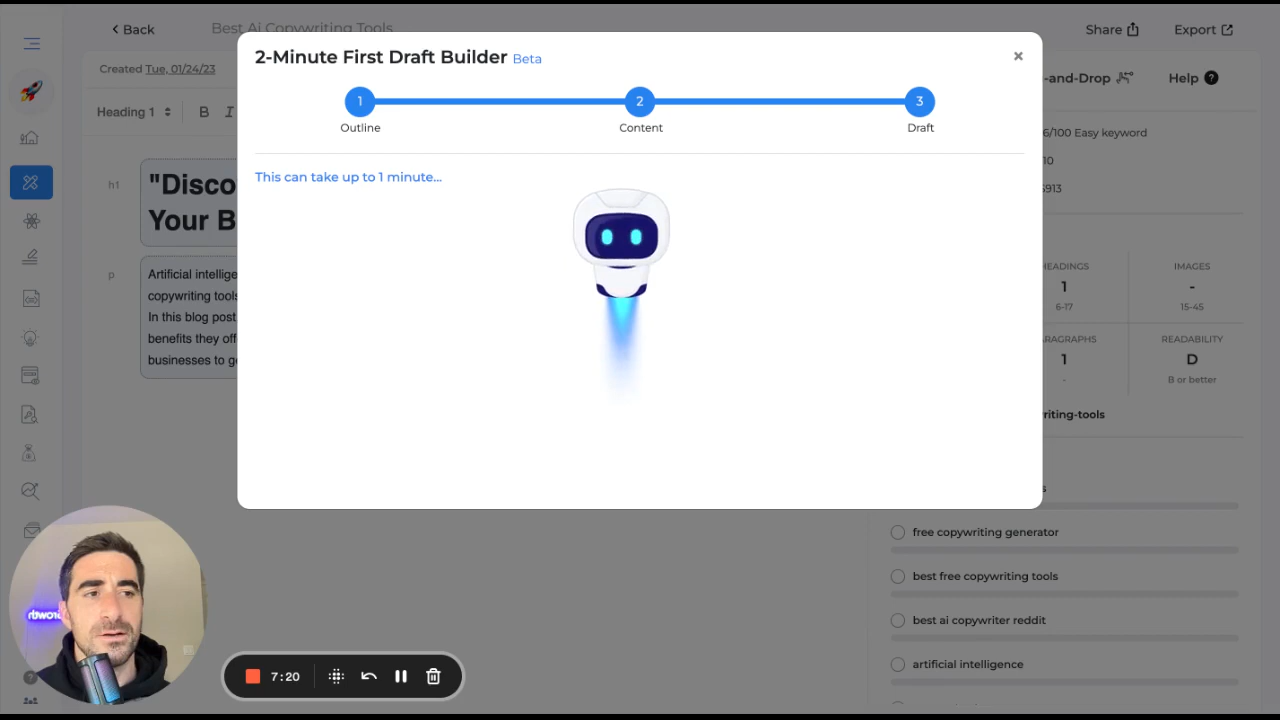 Back
Best Ai Copywriting Tools
Share
Export
Created Tue, 01/24/23
2-Minute First Draft Builder Beta
×
1
2
3
Outline
Content
Draft
-and-Drop
Help ?
Heading 1
B I
6/100 Easy keyword
10
This can take up to 1 minute...
h1
"Disco
Your B
HEADINGS
IMAGES
1
-
6-17
15-45
p
Artificial intellige
copywriting tools
In this blog post
benefits they off
businesses to g
READABILITY
1
D
-
B or better
riting-tools
s
free copywriting generator
best free copywriting tools
best ai copywriter reddit
artificial intelligence
7:20